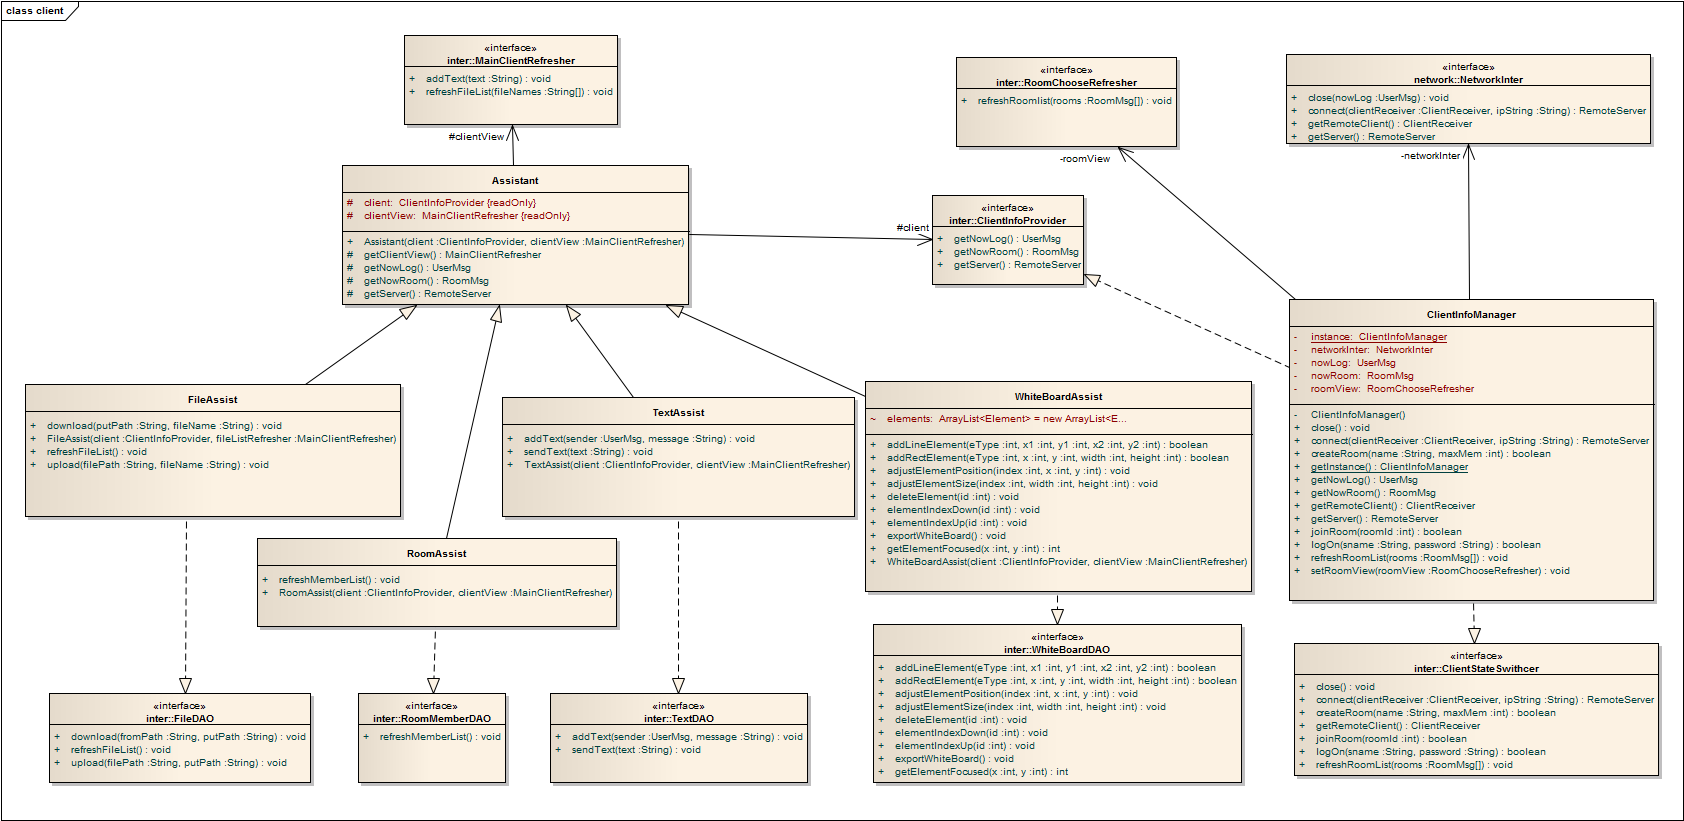 class client
«interface»
inter::MainClientRefresher
+ addText(text :String) : void
+ refreshFileList(fileNames :String[]) : void
#clientView
«interface»
inter::RoomChooseRefresher
+ refreshRoomlist(rooms :RoomMsg[]) : void
-roomView
«interface»
network::NetworkInter
+ close(nowLog :UserMsg) : void
+ connect(clientReceiver :ClientReceiver, ipString :String) : RemoteServer
+ getRemoteClient() : ClientReceiver
+ getServer() : RemoteServer
-networkInter
Assistant
# client: ClientInfoProvider {readOnly}
# clientView: MainClientRefresher {readOnly}
+ Assistant(client :ClientInfoProvider, clientView :MainClientRefresher)
# getClientView() : MainClientRefresher
# getNowLog() : UserMsg
# getNowRoom() : RoomMsg
# getServer() : RemoteServer
#client
«interface»
inter::ClientInfoProvider
+ getNowLog() : UserMsg
+ getNowRoom() : RoomMsg
+ getServer() : RemoteServer
ClientInfoManager
- instance: ClientInfoManager
- networkInter: NetworkInter
- nowLog: UserMsg
- nowRoom: RoomMsg
- roomView: RoomChooseRefresher
- ClientInfoManager()
+ close() : void
+ connect(clientReceiver :ClientReceiver, ipString :String) : RemoteServer
+ createRoom(name :String, maxMem :int) : boolean
+ getInstance() : ClientInfoManager
+ getNowLog() : UserMsg
+ getNowRoom() : RoomMsg
+ getRemoteClient() : ClientReceiver
+ getServer() : RemoteServer
+ joinRoom(roomId :int) : boolean
+ logOn(sname :String, password :String) : boolean
+ refreshRoomList(rooms :RoomMsg[]) : void
+ setRoomView(roomView :RoomChooseRefresher) : void
FileAssist
+ download(putPath :String, fileName :String) : void
+ FileAssist(client :ClientInfoProvider, fileListRefresher :MainClientRefresher)
+ refreshFileList() : void
+ upload(filePath :String, fileName :String) : void
TextAssist
+ addText(sender :UserMsg, message :String) : void
+ sendText(text :String) : void
+ TextAssist(client :ClientInfoProvider, clientView :MainClientRefresher)
WhiteBoardAssist
~ elements: ArrayList<Element> = new ArrayList<E...
+ addLineElement(eType :int, x1 :int, y1 :int, x2 :int, y2 :int) : boolean
+ addRectElement(eType :int, x :int, y :int, width :int, height :int) : boolean
+ adjustElementPosition(index :int, x :int, y :int) : void
+ adjustElementSize(index :int, width :int, height :int) : void
+ deleteElement(id :int) : void
+ elementIndexDown(id :int) : void
+ elementIndexUp(id :int) : void
+ exportWhiteBoard() : void
+ getElementFocused(x :int, y :int) : int
+ WhiteBoardAssist(client :ClientInfoProvider, clientView :MainClientRefresher)
RoomAssist
+ refreshMemberList() : void
+ RoomAssist(client :ClientInfoProvider, clientView :MainClientRefresher)
«interface»
inter::FileDAO
+ download(fromPath :String, putPath :String) : void
+ refreshFileList() : void
+ upload(filePath :String, putPath :String) : void
«interface»
inter::RoomMemberDAO
+ refreshMemberList() : void
«interface»
inter::TextDAO
+ addText(sender :UserMsg, message :String) : void
+ sendText(text :String) : void
«interface»
inter::WhiteBoardDAO
+ addLineElement(eType :int, x1 :int, y1 :int, x2 :int, y2 :int) : boolean
+ addRectElement(eType :int, x :int, y :int, width :int, height :int) : boolean
+ adjustElementPosition(index :int, x :int, y :int) : void
+ adjustElementSize(index :int, width :int, height :int) : void
+ deleteElement(id :int) : void
+ elementIndexDown(id :int) : void
+ elementIndexUp(id :int) : void
+ exportWhiteBoard() : void
+ getElementFocused(x :int, y :int) : int
«interface»
inter::ClientStateSwithcer
+ close() : void
+ connect(clientReceiver :ClientReceiver, ipString :String) : RemoteServer
+ createRoom(name :String, maxMem :int) : boolean
+ getRemoteClient() : ClientReceiver
+ joinRoom(roomId :int) : boolean
+ logOn(sname :String, password :String) : boolean
+ refreshRoomList(rooms :RoomMsg[]) : void